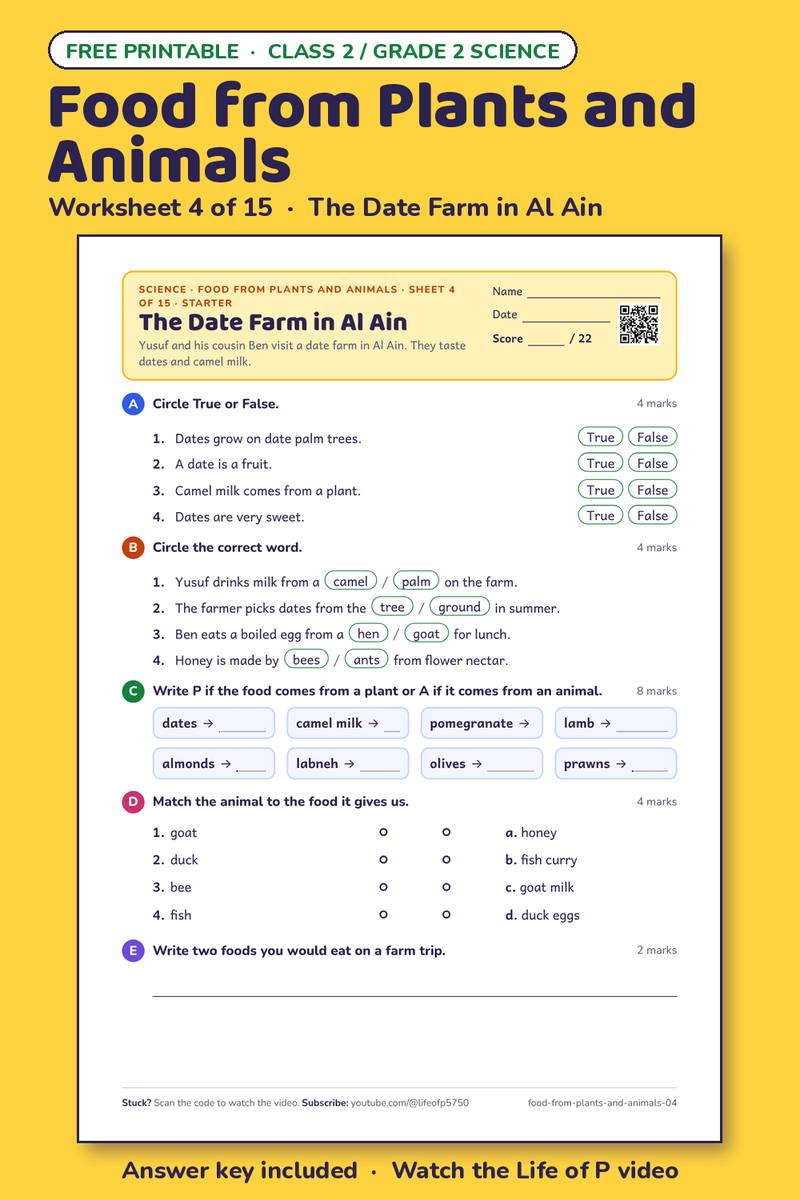 FREE PRINTABLE · CLASS 2 / GRADE 2 SCIENCE
Food from Plants and
Animals
Worksheet 4 of 15 · The Date Farm in Al Ain
SCIENCE · FOOD FROM PLANTS AND ANIMALS · SHEET 4
OF 15 · STARTER
The Date Farm in Al Ain
Yusuf and his cousin Ben visit a date farm in Al Ain. They taste
dates and camel milk.
Name
Date
Score / 22
A Circle True or False. 4 marks
1. Dates grow on date palm trees. True False
2. A date is a fruit. True False
3. Camel milk comes from a plant. True False
4. Dates are very sweet. True False
B Circle the correct word. 4 marks
1. Yusuf drinks milk from a camel / palm on the farm.
2. The farmer picks dates from the tree / ground in summer.
3. Ben eats a boiled egg from a hen / goat for lunch.
4. Honey is made by bees / ants from flower nectar.
C Write P if the food comes from a plant or A if it comes from an animal. 8 marks
dates → camel milk → pomegranate → lamb →
almonds → labneh → olives → prawns →
D Match the animal to the food it gives us. 4 marks
1. goat a. honey
2. duck b. fish curry
3. bee c. goat milk
4. fish d. duck eggs
E Write two foods you would eat on a farm trip. 2 marks
Stuck? Scan the code to watch the video. Subscribe: youtube.com/@lifeofp5750 food-from-plants-and-animals-04
Answer key included · Watch the Life of P video